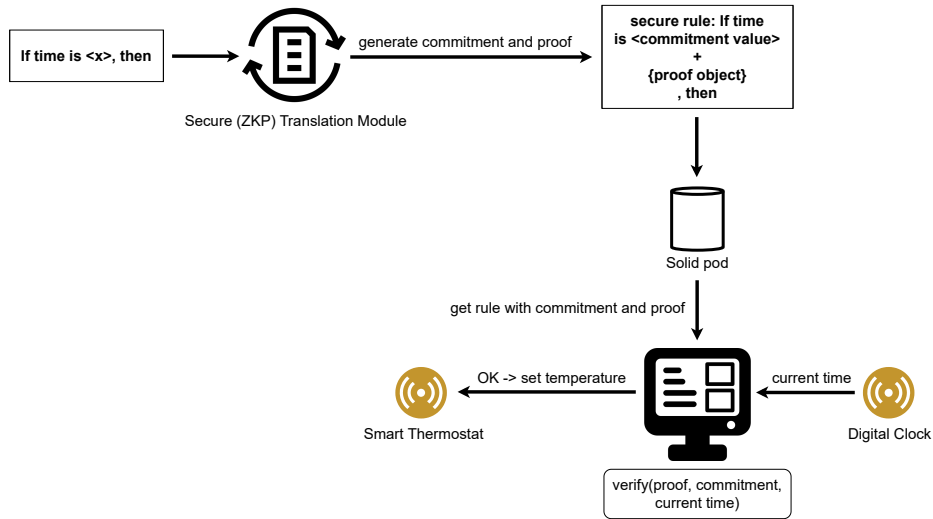 If time is <x>, then
generate commitment and proof
secure rule: If time
is <commitment value>
+
{proof object}
, then
Secure (ZKP) Translation Module
Solid pod
get rule with commitment and proof
OK -> set temperature
current time
Smart Thermostat
Digital Clock
verify(proof, commitment,
current time)